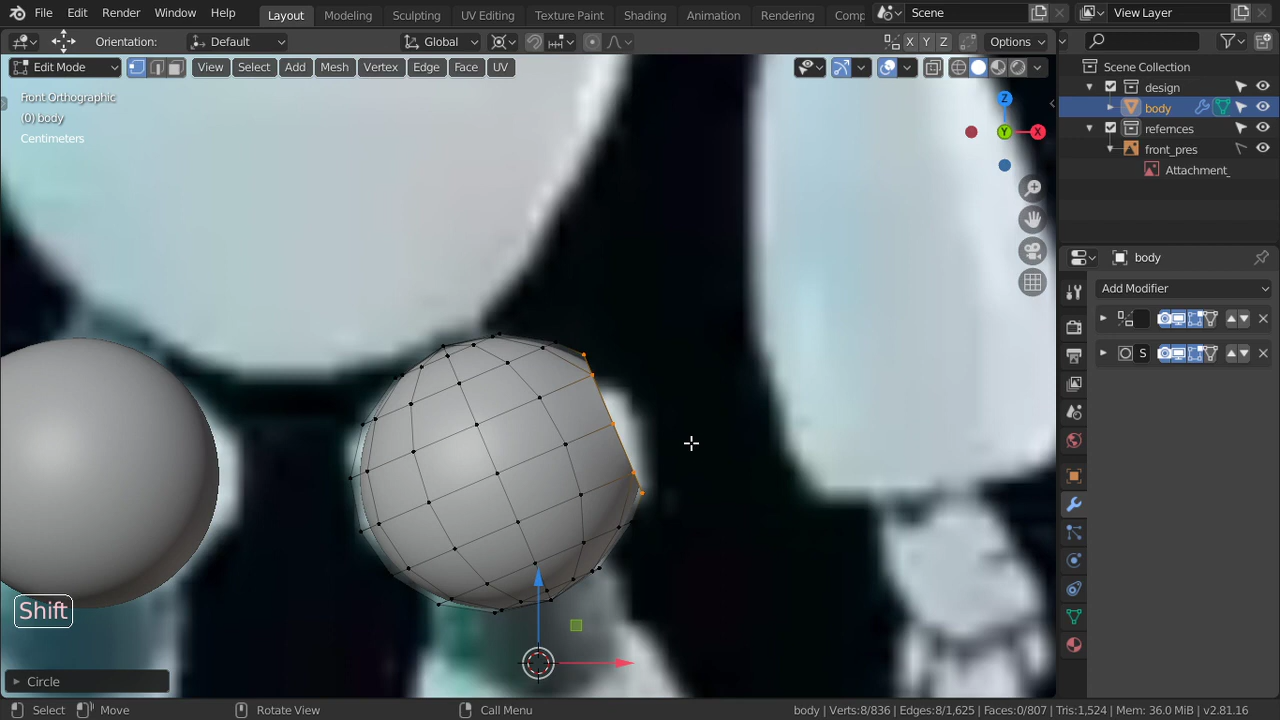 File Edit Render Window Help Layout Modeling Sculpting UV Editing Texture Paint Shading Animation Rendering Comp Scene View Layer
Orientation: Default Global X Y Z Options
Edit Mode View Select Add Mesh Vertex Edge Face UV
Front Orthographic
(0) body
Centimeters
Z
Y
X
Scene Collection
design
body
refernces
front_pres
Attachment_
body
Add Modifier
S
Shift
Circle
Select Move Rotate View Call Menu body | Verts:8/836 | Edges:8/1,625 | Faces:0/807 | Tris:1,524 | Mem: 36.0 MiB | v2.81.16